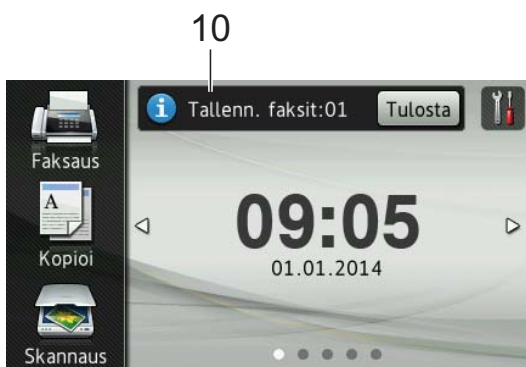 10
Tallenn. faksit:01 Tulosta
Faksaus
A
Kopioi
09:05
01.01.2014
Skannaus